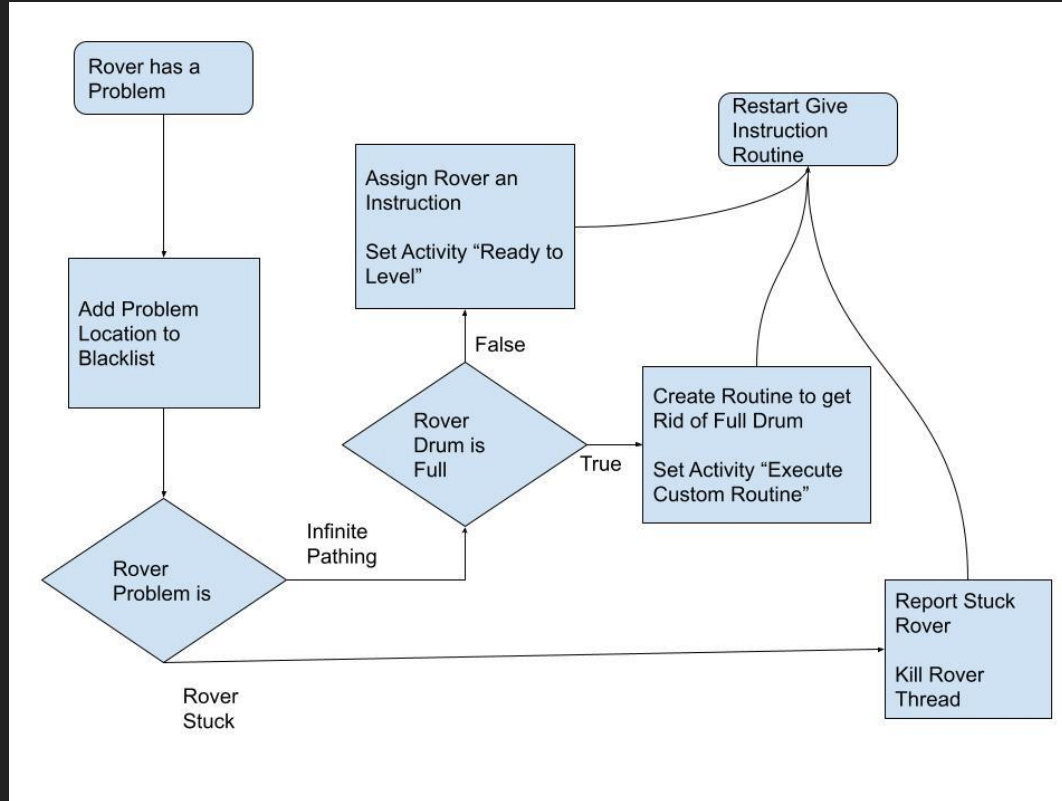 Rover has a
Problem
Add Problem
Location to
Blacklist
Rover
Problem is
Infinite
Pathing
Rover
Stuck
Rover
Drum is
Full
False
True
Assign Rover an
Instruction
Set Activity “Ready to
Level”
Create Routine to get
Rid of Full Drum
Set Activity “Execute
Custom Routine”
Report Stuck
Rover
Kill Rover
Thread
Restart Give
Instruction
Routine